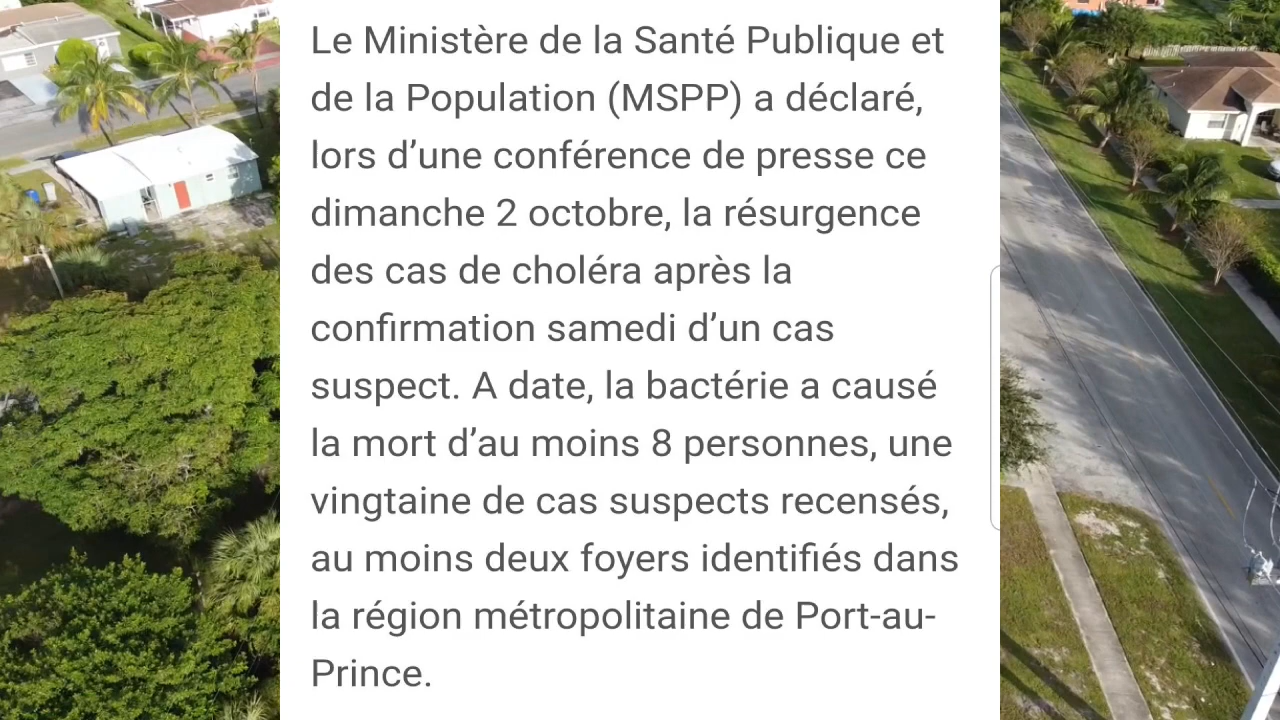 Le Ministère de la Santé Publique et
de la Population (MSPP) a déclaré,
lors d’une conférence de presse ce
dimanche 2 octobre, la résurgence
des cas de choléra après la
confirmation samedi d’un cas
suspect. A date, la bactérie a causé
la mort d’au moins 8 personnes, une
vingtaine de cas suspects recensés,
au moins deux foyers identifiés dans
la région métropolitaine de Port-au-
Prince.